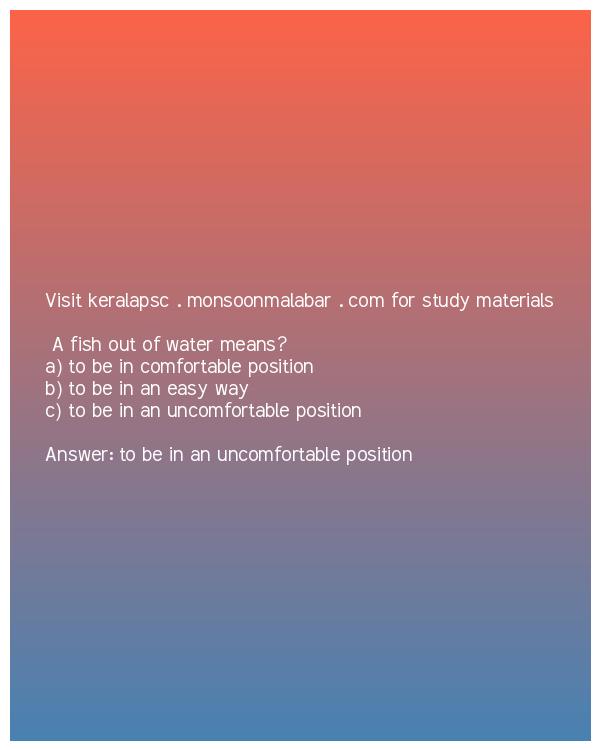 Visit keralapsc . monsoonmalabar . com for study materials
A fish out of water means?
a) to be in comfortable position
b) to be in an easy way
c) to be in an uncomfortable position
Answer: to be in an uncomfortable position